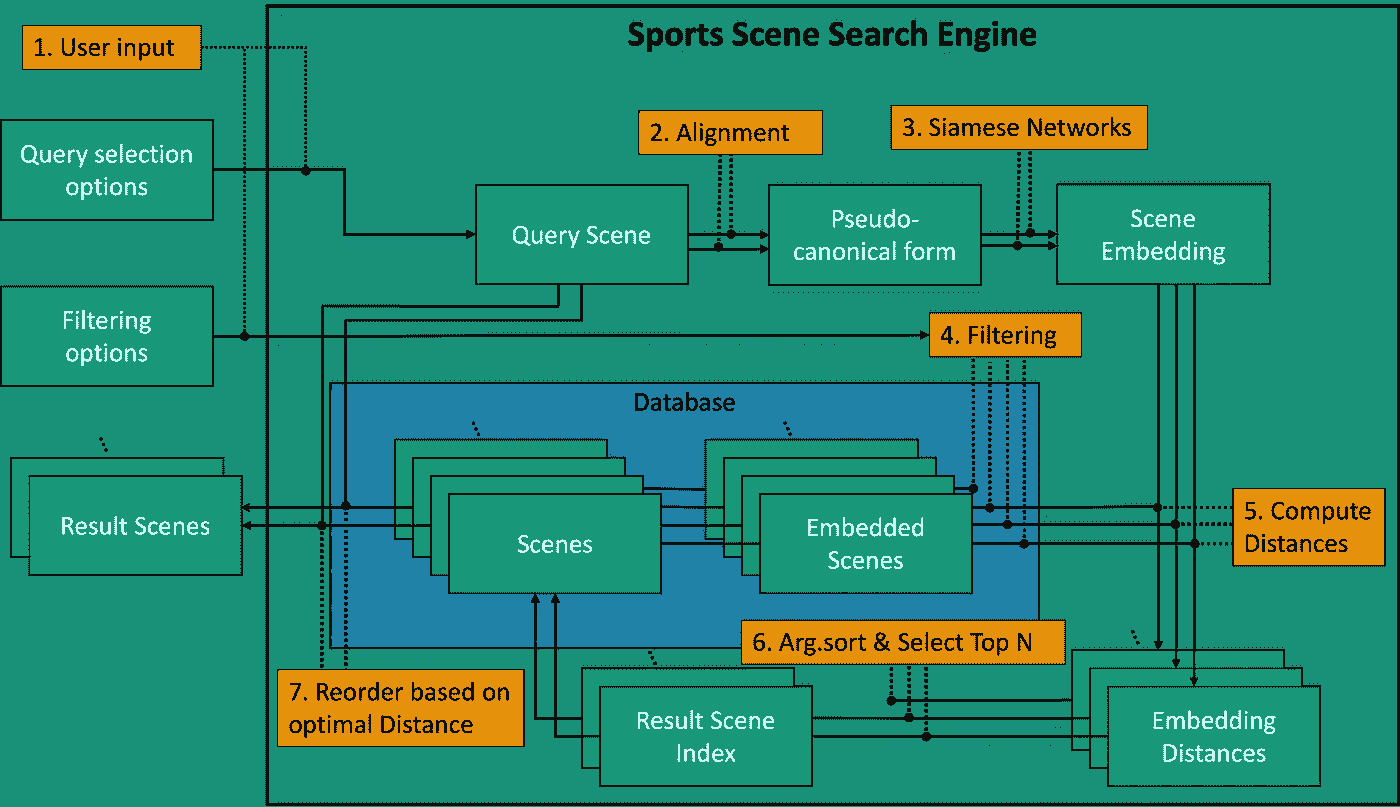 Sports Scene Search Engine
1. User input
Query selection
options
2. Alignment
3. Siamese Networks
Query Scene
Pseudo-
canonical form
Scene
Embedding
Filtering
options
4. Filtering
Database
Result Scenes
Scenes
Embedded
Scenes
5. Compute
Distances
6. Arg.sort & Select Top N
7. Reorder based on
optimal Distance
Result Scene
Index
Embedding
Distances